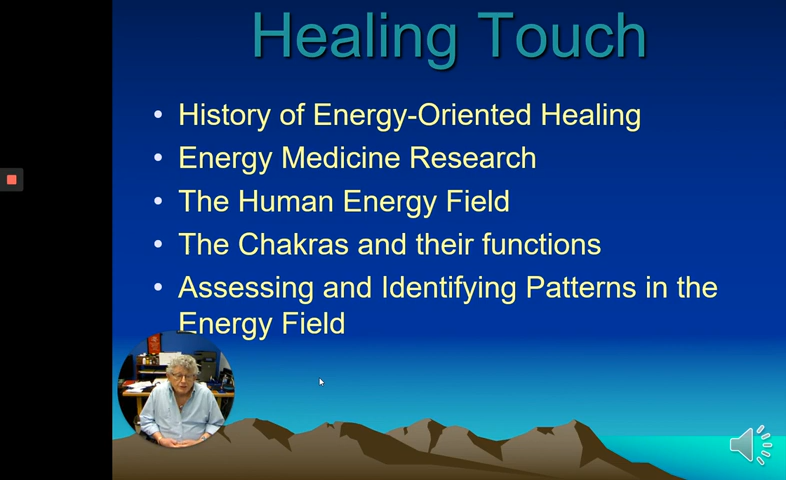 Healing Touch
• History of Energy-Oriented Healing
• Energy Medicine Research
• The Human Energy Field
• The Chakras and their functions
• Assessing and Identifying Patterns in the
Energy Field